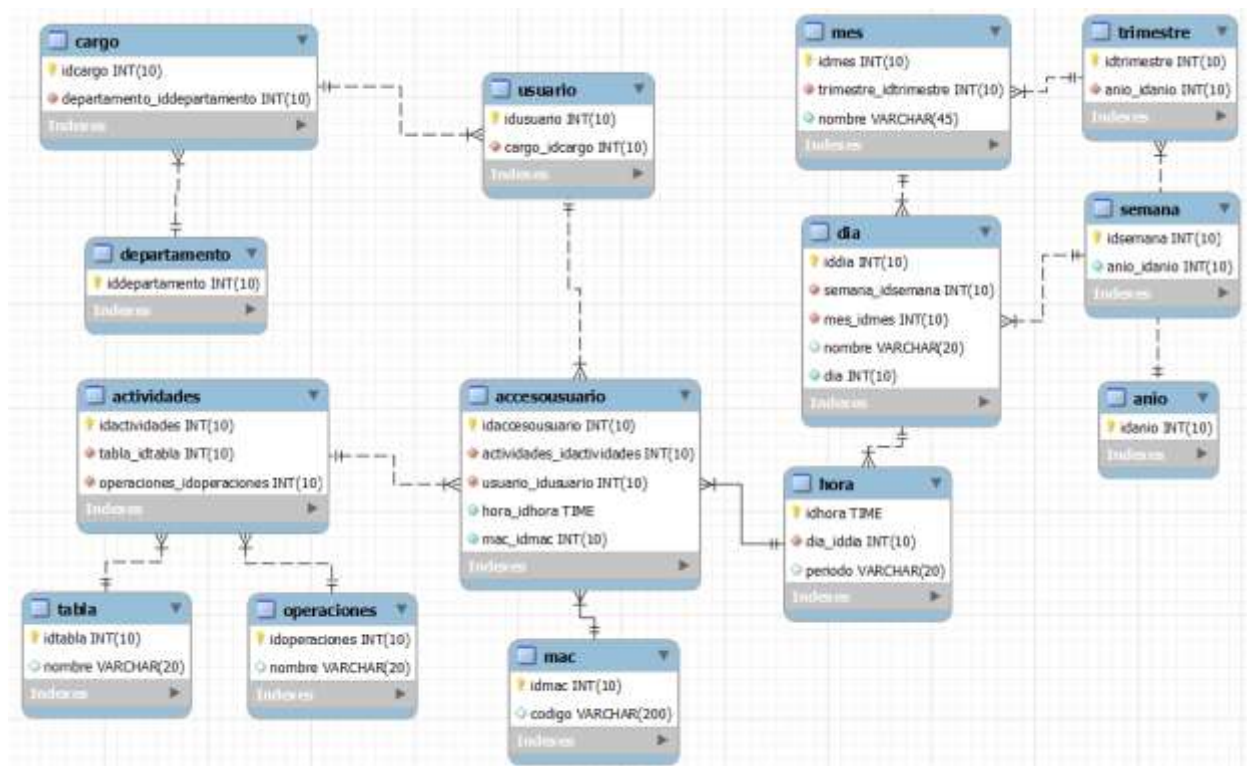 cargo
idcargo INT(10)
departamento_iddepartamento INT(10)
Indexes
departamento
iddepartamento INT(10)
Indexes
usuario
idusuario INT(10)
cargo_idcargo INT(10)
Indexes
mes
idmes INT(10)
trimestre_idtrimestre INT(10)
nombre VARCHAR(45)
Indexes
trimestre
idtrimestre INT(10)
anio_idanio INT(10)
Indexes
semana
idsemana INT(10)
anio_idanio INT(10)
Indexes
dia
iddia INT(10)
semana_idsemana INT(10)
mes_idmes INT(10)
nombre VARCHAR(20)
dia INT(10)
Indexes
anio
idanio INT(10)
Indexes
actividades
idactividades INT(10)
tabla_idtabla INT(10)
operaciones_idoperaciones INT(10)
Indexes
accesousuario
idaccesousuario INT(10)
actividades_idactividades INT(10)
usuario_idusuario INT(10)
hora_idhora TIME
mac_idmac INT(10)
Indexes
hora
idhora TIME
dia_iddia INT(10)
periodo VARCHAR(20)
Indexes
tabla
idtabla INT(10)
nombre VARCHAR(20)
Indexes
operaciones
idoperaciones INT(10)
nombre VARCHAR(20)
Indexes
mac
idmac INT(10)
codigo VARCHAR(200)
Indexes